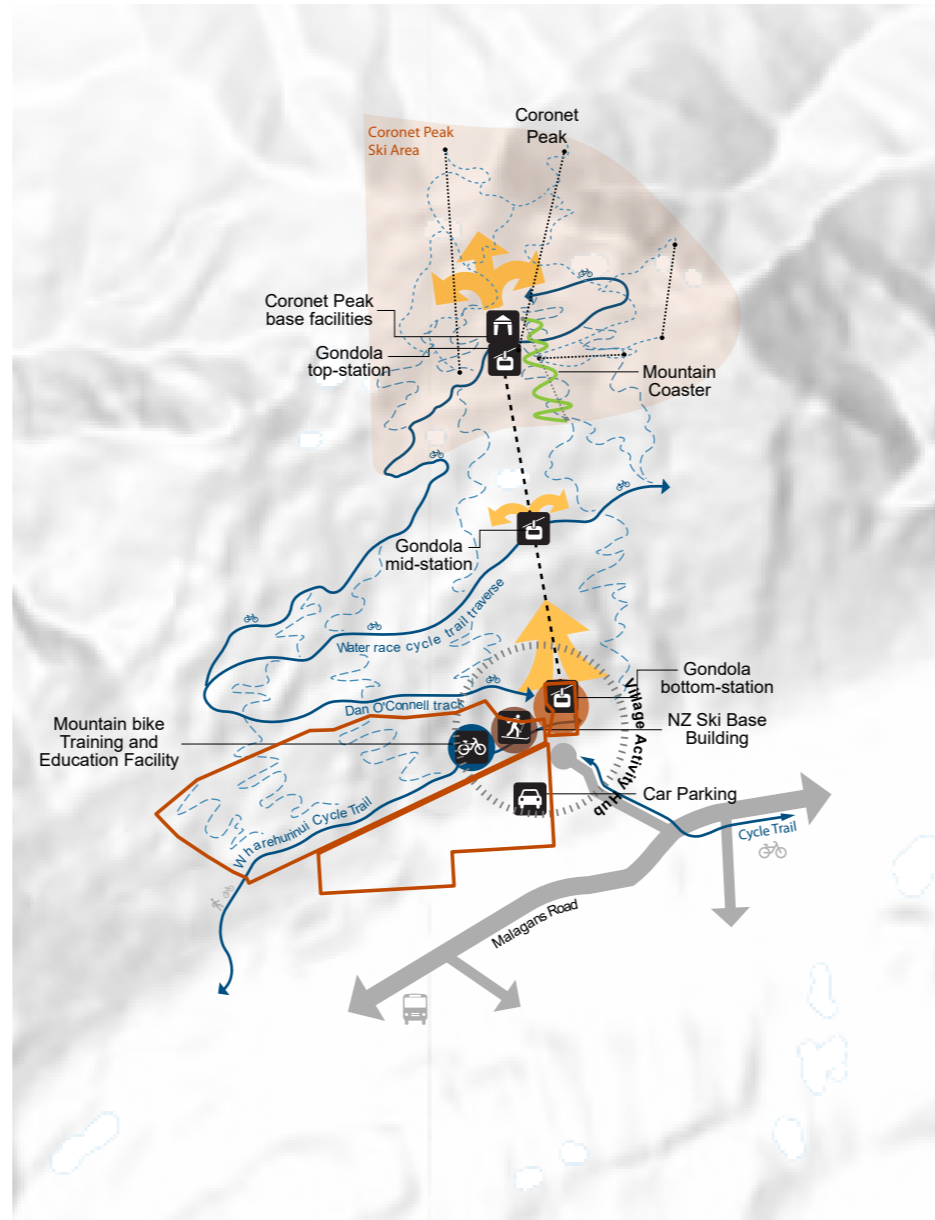 Coronet
Peak
Coronet Peak
Ski Area
Coronet Peak
base facilities
Gondola
top-station
Mountain
Coaster
Gondola
mid-station
Water race cycle trail traverse
Gondola
bottom-station
Dan O'Connell track
Village Activity Hub
NZ Ski Base
Building
Mountain bike
Training and
Education Facility
Car Parking
Wharehurinui Cycle Trail
Cycle Trail
Malagans Road